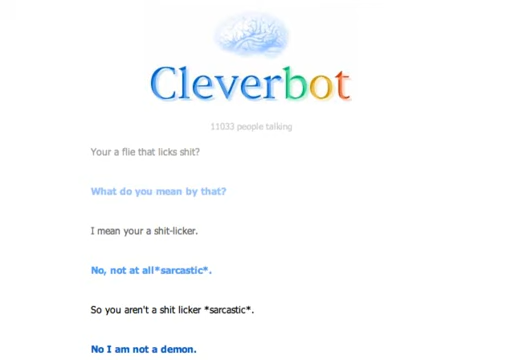 Cleverbot
11033 people talking
Your a flie that licks shit?
What do you mean by that?
I mean your a shit-licker.
No, not at all*sarcastic*.
So you aren't a shit licker *sarcastic*.
No I am not a demon.